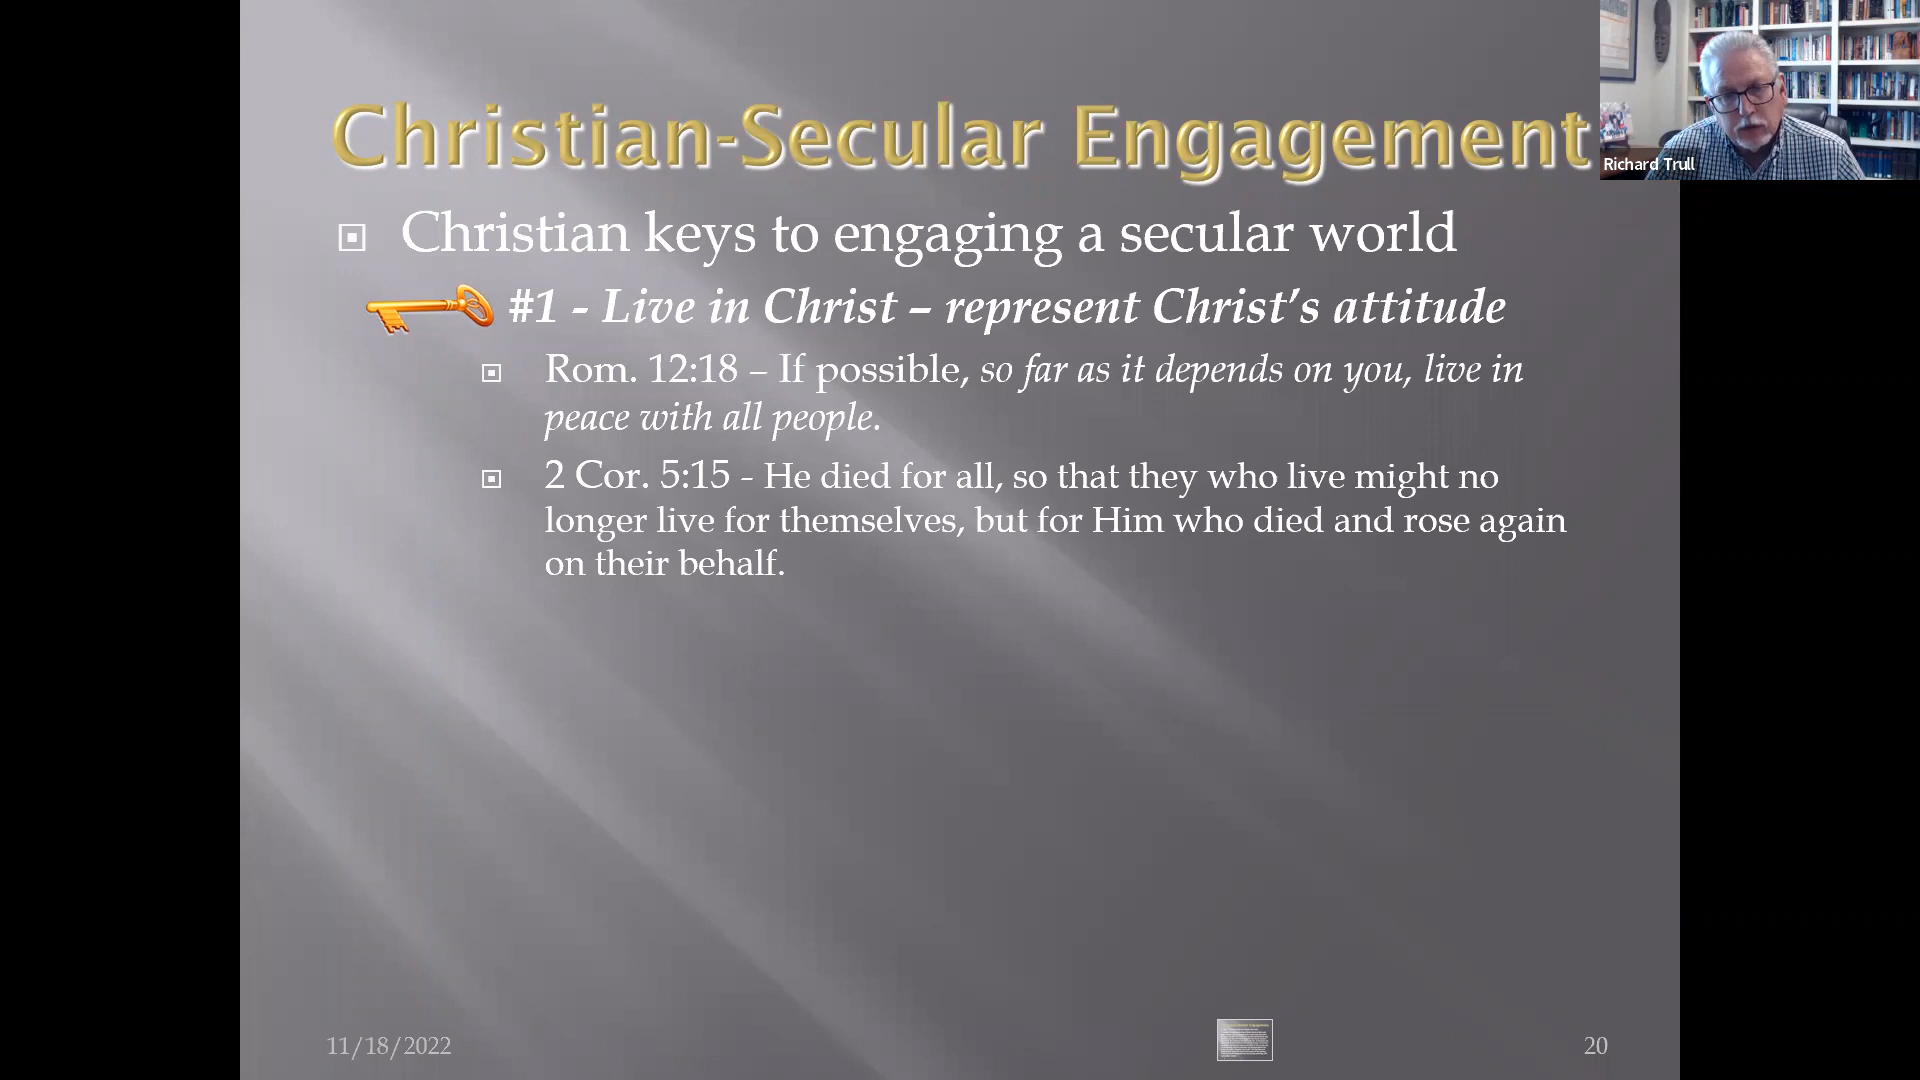 Christian-Secular Engagement
Richard Trull
Christian keys to engaging a secular world
#1 - Live in Christ – represent Christ’s attitude
Rom. 12:18 – If possible, so far as it depends on you, live in
peace with all people.
2 Cor. 5:15 - He died for all, so that they who live might no
longer live for themselves, but for Him who died and rose again
on their behalf.
11/18/2022
20